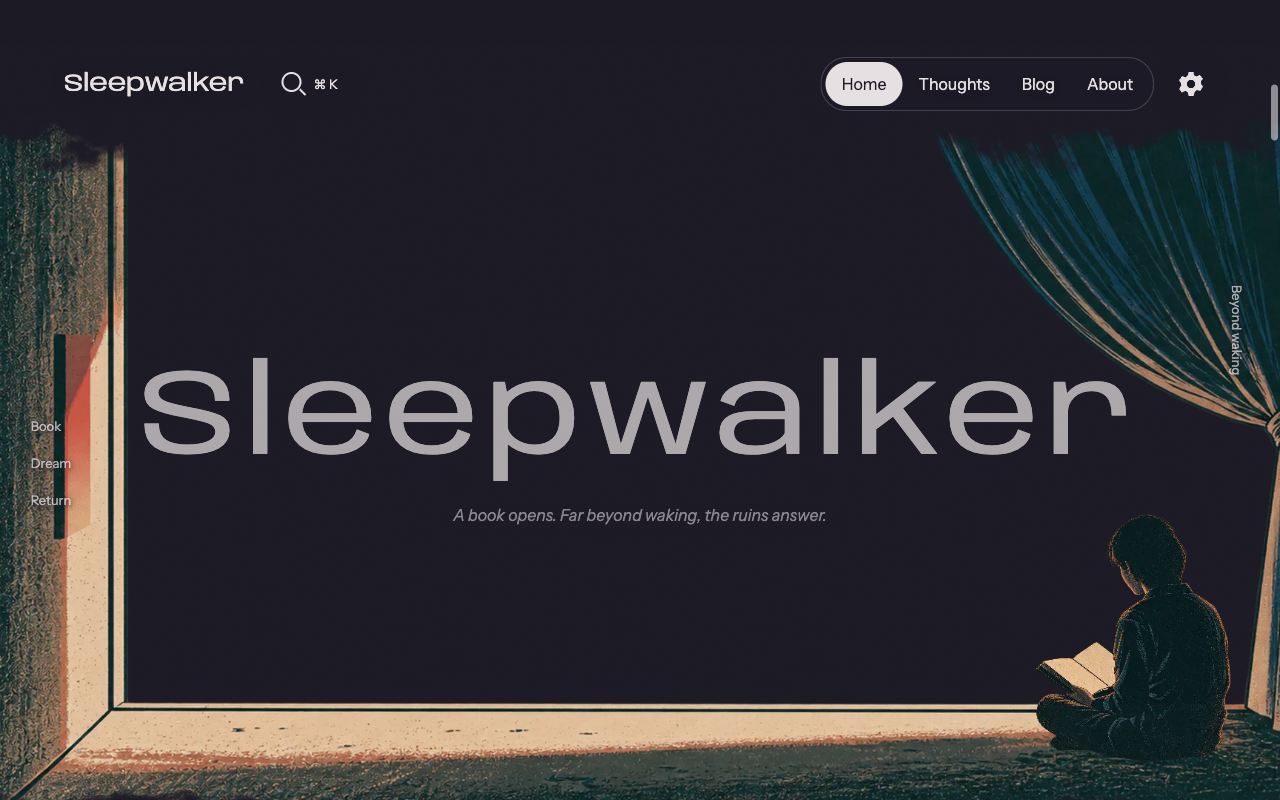 Sleepwalker
⌘ K
Home
Thoughts
Blog
About
Beyond waking
Sleepwalker
Book
Dream
Return
A book opens. Far beyond waking, the ruins answer.